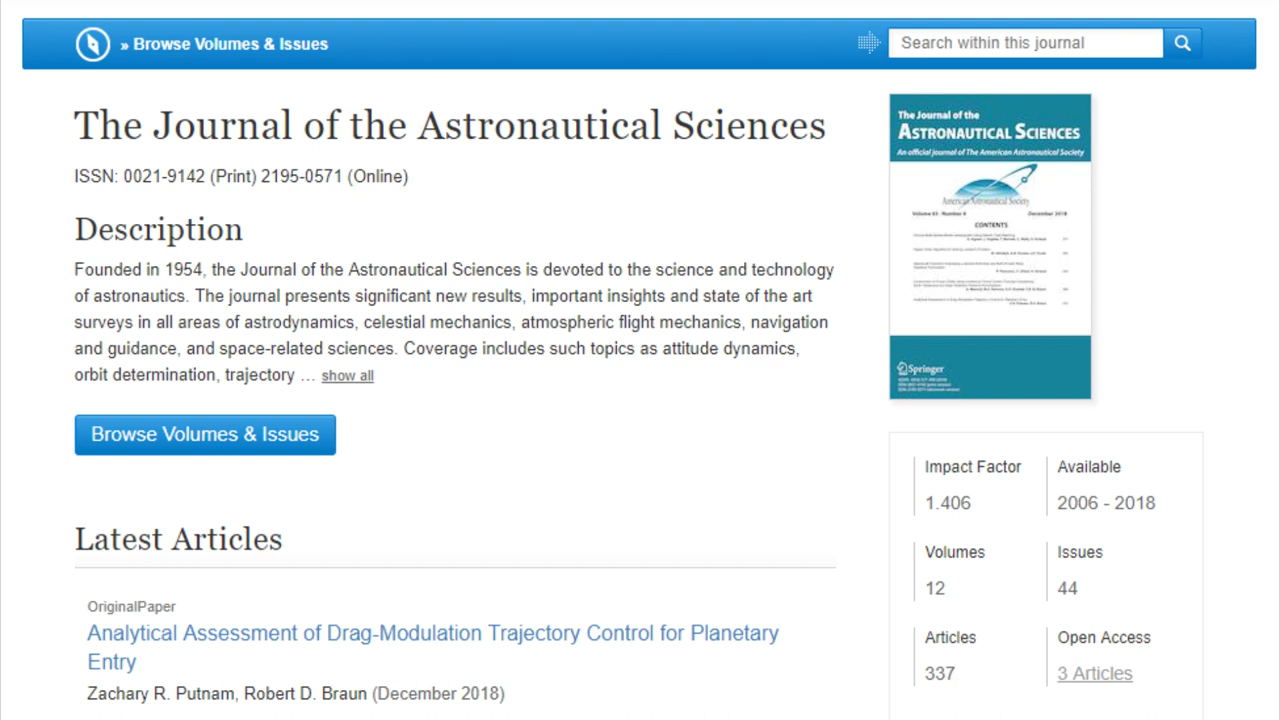 » Browse Volumes & Issues
Search within this journal
The Journal of the Astronautical Sciences
ISSN: 0021-9142 (Print) 2195-0571 (Online)
Description
Founded in 1954, the Journal of the Astronautical Sciences is devoted to the science and technology
of astronautics. The journal presents significant new results, important insights and state of the art
surveys in all areas of astrodynamics, celestial mechanics, atmospheric flight mechanics, navigation
and guidance, and space-related sciences. Coverage includes such topics as attitude dynamics,
orbit determination, trajectory … show all
Browse Volumes & Issues
Latest Articles
OriginalPaper
Analytical Assessment of Drag-Modulation Trajectory Control for Planetary
Entry
Zachary R. Putnam, Robert D. Braun (December 2018)
The Journal of the
ASTRONAUTICAL SCIENCES
An official journal of The American Astronautical Society
American Astronautical Society
December 2018
CONTENTS
Springer
Impact Factor
1.406
Available
2006 - 2018
Volumes
12
Issues
44
Articles
337
Open Access
3 Articles